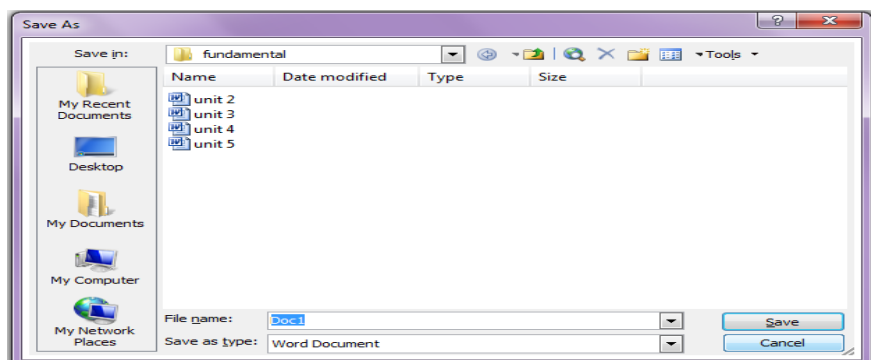 Save As
Save in: fundamental Tools
Name Date modified Type Size
unit 2
unit 3
unit 4
unit 5
My Recent
Documents
Desktop
My Documents
My Computer
My Network
Places
File name: Doc1 Save
Save as type: Word Document Cancel